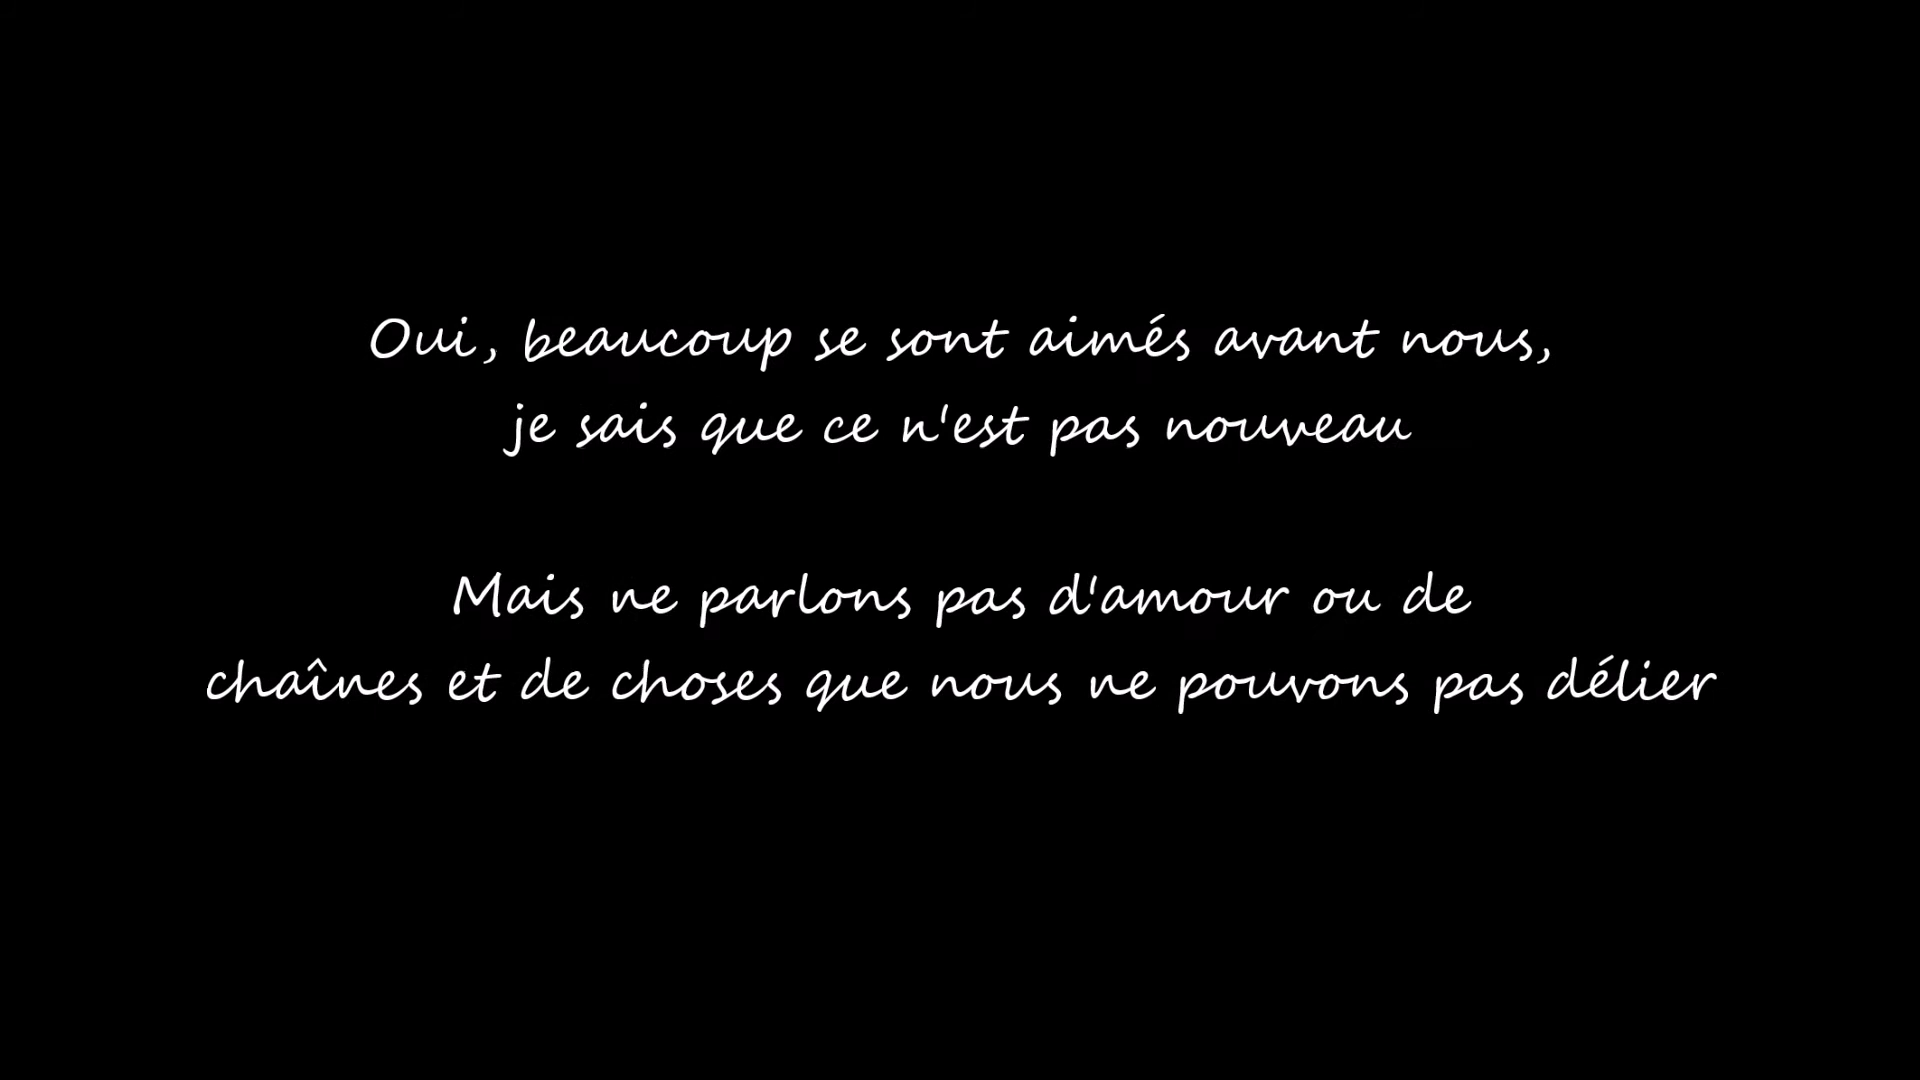 Oui, beaucoup se sont aimés avant nous,
je sais que ce n'est pas nouveau
Mais ne parlons pas d'amour ou de
chaînes et de choses que nous ne pouvons pas délier